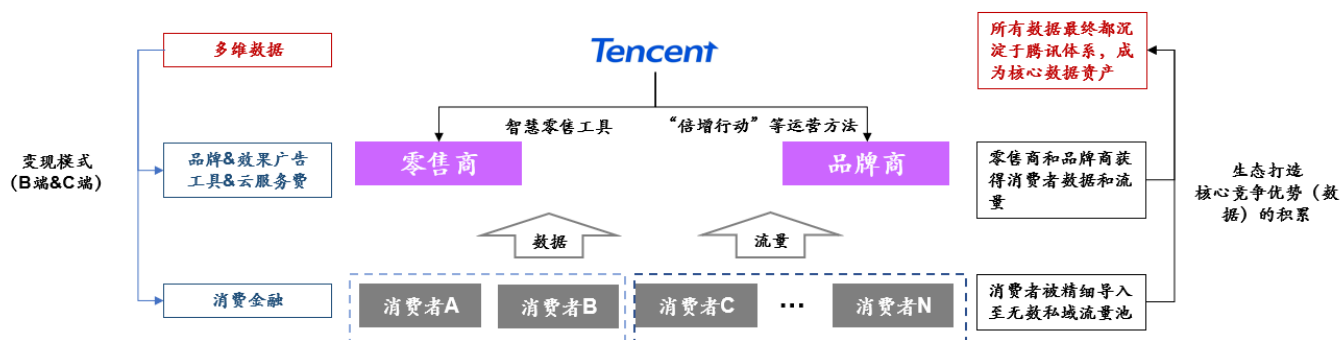 多维数据
Tencent
所有数据最终都沉
淀于腾讯体系，成
为核心数据资产
智慧零售工具
“倍增行动”等运营方法
变现模式
(B端&C端)
品牌&效果广告
工具&云服务费
零售商
品牌商
零售商和品牌商获
得消费者数据和流
量
生态打造
核心竞争优势（数
据）的积累
数据
流量
消费金融
消费者A
消费者B
消费者C
...
消费者N
消费者被精细导入
至无数私域流量池